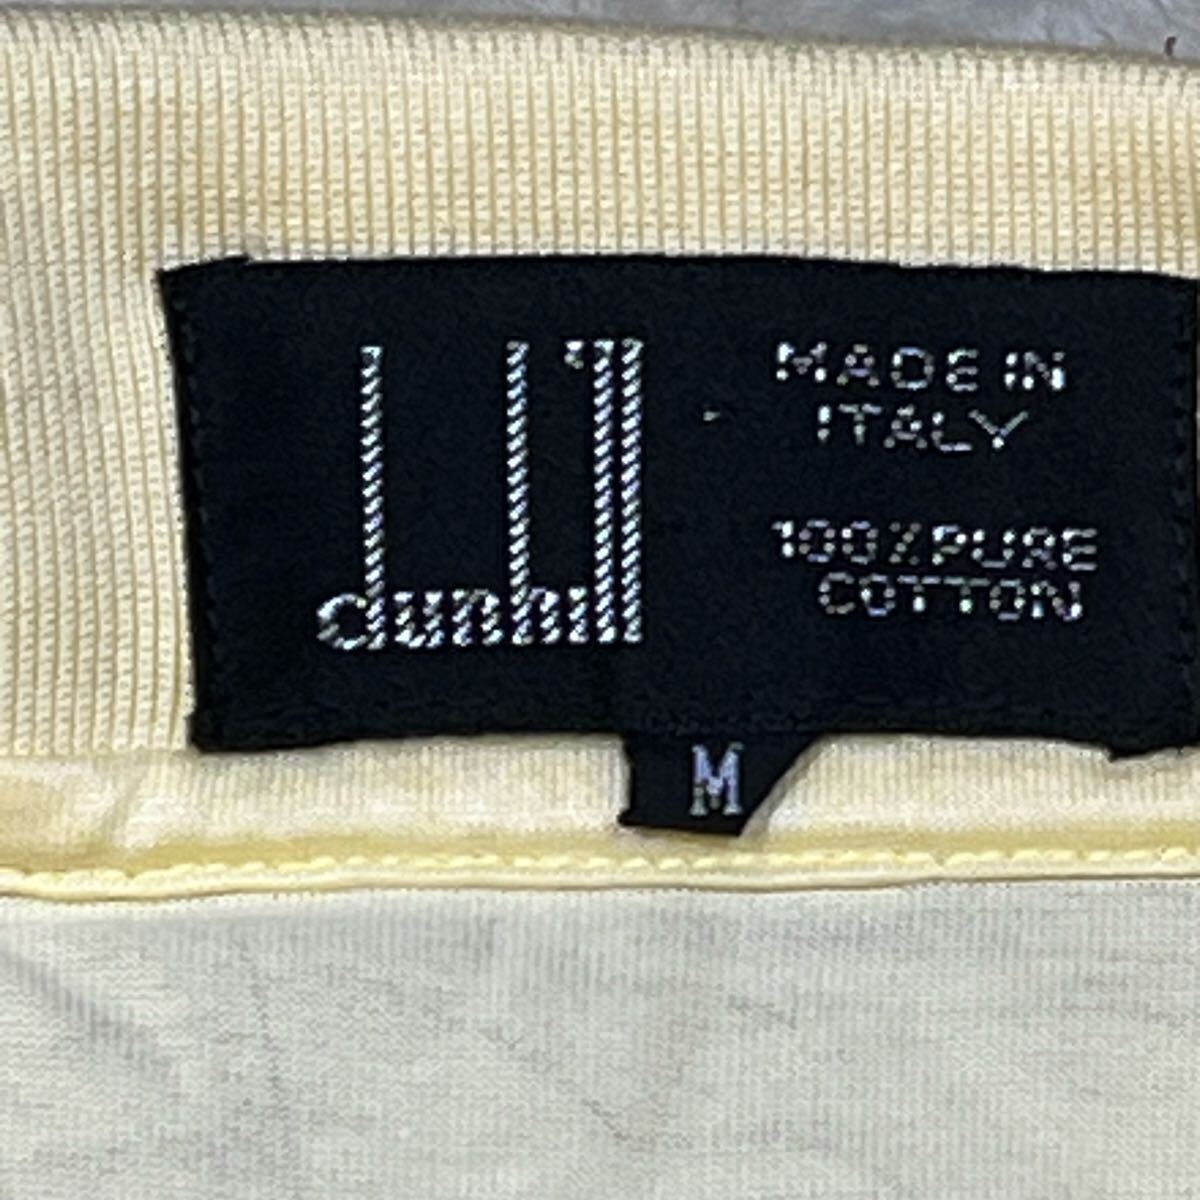 dunhill
MADE IN
ITALY
100% PURE
COTTON
M